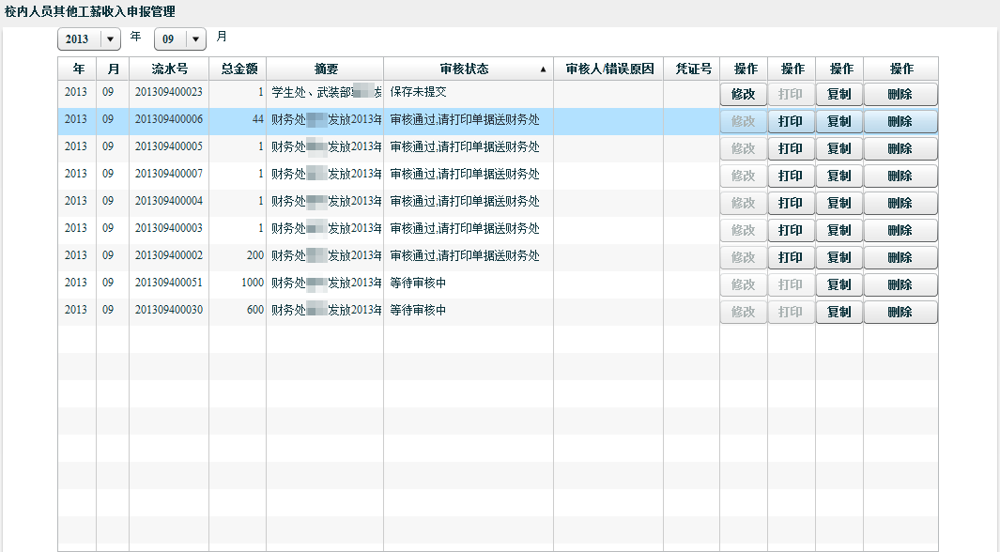 校内人员其他工薪收入申报管理
2013 年 09 月
年 月 流水号 总金额 摘要 审核状态 ▲ 审核人/错误原因 凭证号 操作 操作 操作 操作
2013 09 201309400023 1 学生处、武装部 发 保存未提交 修改 打印 复制 删除
2013 09 201309400006 44 财务处 发放2013年 审核通过,请打印单据送财务处 修改 打印 复制 删除
2013 09 201309400005 1 财务处 发放2013年 审核通过,请打印单据送财务处 修改 打印 复制 删除
2013 09 201309400007 1 财务处 发放2013年 审核通过,请打印单据送财务处 修改 打印 复制 删除
2013 09 201309400004 1 财务处 发放2013年 审核通过,请打印单据送财务处 修改 打印 复制 删除
2013 09 201309400003 1 财务处 发放2013年 审核通过,请打印单据送财务处 修改 打印 复制 删除
2013 09 201309400002 200 财务处 发放2013年 审核通过,请打印单据送财务处 修改 打印 复制 删除
2013 09 201309400051 1000 财务处 发放2013年 等待审核中 修改 打印 复制 删除
2013 09 201309400030 600 财务处 发放2013年 等待审核中 修改 打印 复制 删除